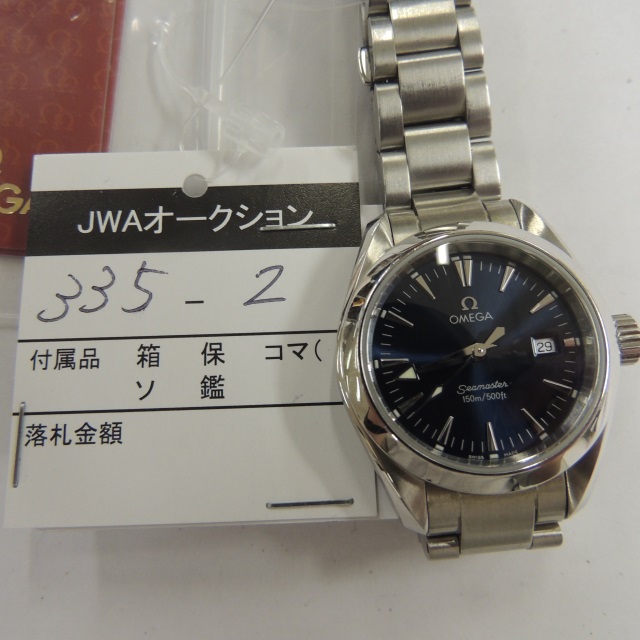 Ω
EGA
JWAオークション
335-2
付属品 箱 保 コマ(
ソ 鑑
落札金額
Ω
OMEGA
29
Seamaster
150m/500ft